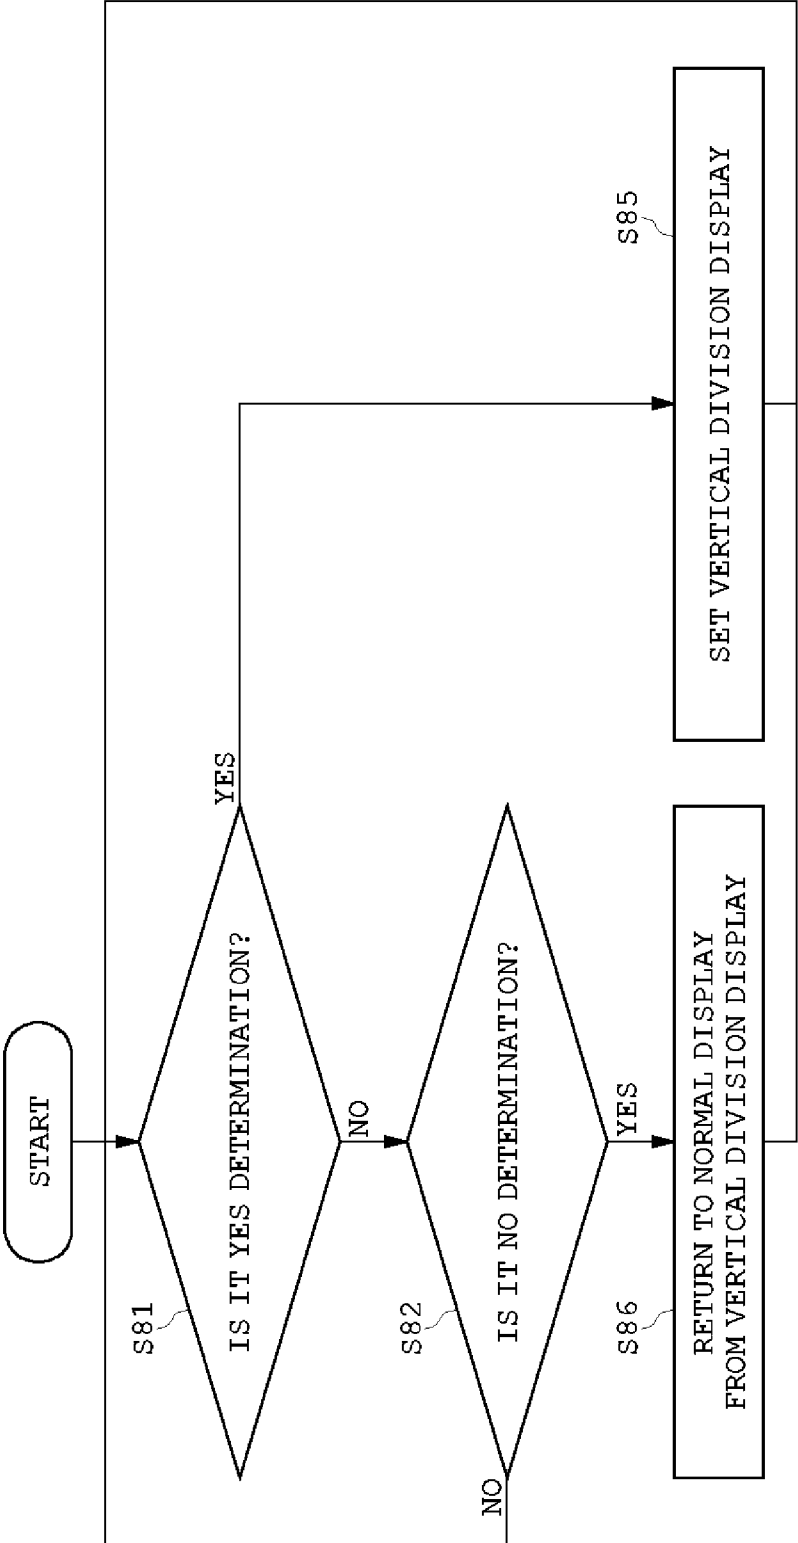 START
S81
IS IT YES DETERMINATION?
YES
NO
S82
IS IT NO DETERMINATION?
NO
YES
S86
RETURN TO NORMAL DISPLAY
FROM VERTICAL DIVISION DISPLAY
S85
SET VERTICAL DIVISION DISPLAY